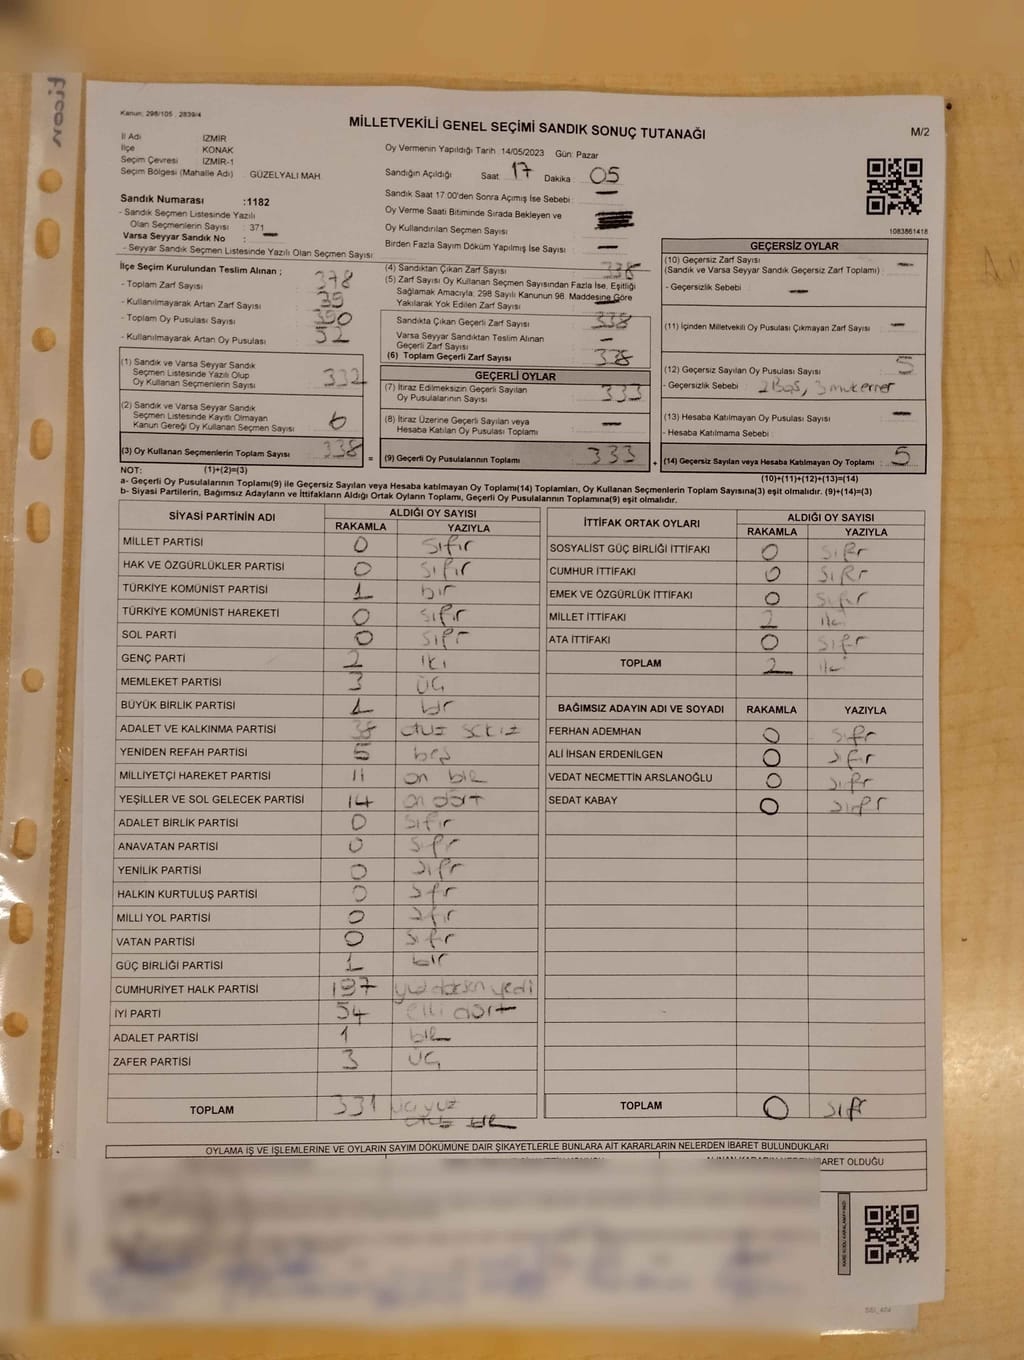 Kanun; 298/105 , 2839/4
MİLLETVEKİLİ GENEL SEÇİMİ SANDIK SONUÇ TUTANAĞI
M/2
İl Adı İZMİR
İlçe KONAK
Seçim Çevresi İZMİR-1
Seçim Bölgesi (Mahalle Adı) GÜZELYALI MAH.
Sandık Numarası :1182
- Sandık Seçmen Listesinde Yazılı
Olan Seçmenlerin Sayısı : 371
Varsa Seyyar Sandık No : —
- Seyyar Sandık Seçmen Listesinde Yazılı Olan Seçmen Sayısı:
Oy Vermenin Yapıldığı Tarih :14/05/2023 Gün: Pazar
Sandığın Açıldığı Saat 17 Dakika 05
Sandık Saat 17:00'den Sonra Açımış İse Sebebi : —
Oy Verme Saati Bitiminde Sırada Bekleyen ve
Oy Kullandırılan Seçmen Sayısı
Birden Fazla Sayım Döküm Yapılmış İse Sayısı : —
1083861418
İlçe Seçim Kurulundan Teslim Alınan ;
- Toplam Zarf Sayısı : 378
- Kullanılmayarak Artan Zarf Sayısı : 39
- Toplam Oy Pusulası Sayısı : 390
- Kullanılmayarak Artan Oy Pusulası : 52
(1) Sandık ve Varsa Seyyar Sandık
Seçmen Listesinde Yazılı Olup
Oy Kullanan Seçmenlerin Sayısı : 332
(2) Sandık ve Varsa Seyyar Sandık
Seçmen Listesinde Kayıtlı Olmayan
Kanun Gereği Oy Kullanan Seçmen Sayısı : 6
(3) Oy Kullanan Seçmenlerin Toplam Sayısı : 338
(4) Sandıktan Çıkan Zarf Sayısı : 338
(5) Zarf Sayısı Oy Kullanan Seçmen Sayısından Fazla İse, Eşitliği
Sağlamak Amacıyla; 298 Sayılı Kanunun 98. Maddesine Göre
Yakılarak Yok Edilen Zarf Sayısı : —
Sandıkta Çıkan Geçerli Zarf Sayısı : 338
Varsa Seyyar Sandıktan Teslim Alınan
Geçerli Zarf Sayısı : —
(6) Toplam Geçerli Zarf Sayısı : 338
GEÇERLİ OYLAR
(7) İtiraz Edilmeksizin Geçerli Sayılan
Oy Pusulalarının Sayısı : 333
(8) İtiraz Üzerine Geçerli Sayılan veya
Hesaba Katılan Oy Pusulası Toplamı : —
= (9) Geçerli Oy Pusulalarının Toplamı : 333
GEÇERSİZ OYLAR
(10) Geçersiz Zarf Sayısı
(Sandık ve Varsa Seyyar Sandık Geçersiz Zarf Toplamı) : —
- Geçersizlik Sebebi : —
(11) İçinden Milletvekili Oy Pusulası Çıkmayan Zarf Sayısı : —
(12) Geçersiz Sayılan Oy Pusulası Sayısı : 5
- Geçersizlik Sebebi : 2 Boş, 3 mükerrer
(13) Hesaba Katılmayan Oy Pusulası Sayısı : —
- Hesaba Katılmama Sebebi :
+ (14) Geçersiz Sayılan veya Hesaba Katılmayan Oy Toplamı : 5
NOT: (1)+(2)=(3)
(10)+(11)+(12)+(13)=(14)
a- Geçerli Oy Pusulalarının Toplamı(9) ile Geçersiz Sayılan veya Hesaba Katılmayan Oy Toplamı(14) Toplamları, Oy Kullanan Seçmenlerin Toplam Sayısına(3) eşit olmalıdır. (9)+(14)=(3)
b- Siyasi Partilerin, Bağımsız Adayların ve İttifakların Aldığı Ortak Oyların Toplamı, Geçerli Oy Pusulalarının Toplamına(9) eşit olmalıdır.
SİYASİ PARTİNİN ADI ALDIĞI OY SAYISI
RAKAMLA YAZIYLA
MİLLET PARTİSİ 0 sıfır
HAK VE ÖZGÜRLÜKLER PARTİSİ 0 sıfır
TÜRKİYE KOMÜNİST PARTİSİ 1 bir
TÜRKİYE KOMÜNİST HAREKETİ 0 sıfır
SOL PARTİ 0 sıfır
GENÇ PARTİ 2 iki
MEMLEKET PARTİSİ 3 üç
BÜYÜK BİRLİK PARTİSİ 1 bir
ADALET VE KALKINMA PARTİSİ 38 otuz sekiz
YENİDEN REFAH PARTİSİ 5 beş
MİLLİYETÇİ HAREKET PARTİSİ 11 on bir
YEŞİLLER VE SOL GELECEK PARTİSİ 14 on dört
ADALET BİRLİK PARTİSİ 0 sıfır
ANAVATAN PARTİSİ 0 sıfır
YENİLİK PARTİSİ 0 sıfır
HALKIN KURTULUŞ PARTİSİ 0 sıfır
MİLLİ YOL PARTİSİ 0 sıfır
VATAN PARTİSİ 0 sıfır
GÜÇ BİRLİĞİ PARTİSİ 1 bir
CUMHURİYET HALK PARTİSİ 197 yüz doksan yedi
İYİ PARTİ 54 elli dört
ADALET PARTİSİ 1 bir
ZAFER PARTİSİ 3 üç
TOPLAM 331 üçyüz
otuz bir
İTTİFAK ORTAK OYLARI ALDIĞI OY SAYISI
RAKAMLA YAZIYLA
SOSYALİST GÜÇ BİRLİĞİ İTTİFAKI 0 sıfır
CUMHUR İTTİFAKI 0 sıfır
EMEK VE ÖZGÜRLÜK İTTİFAKI 0 sıfır
MİLLET İTTİFAKI 2 iki
ATA İTTİFAKI 0 sıfır
TOPLAM 2 iki
BAĞIMSIZ ADAYIN ADI VE SOYADI RAKAMLA YAZIYLA
FERHAN ADEMHAN 0 sıfır
ALİ İHSAN ERDENİLGEN 0 sıfır
VEDAT NECMETTİN ARSLANOĞLU 0 sıfır
SEDAT KABAY 0 sıfır
TOPLAM 0 sıfır
OYLAMA İŞ VE İŞLEMLERİNE VE OYLARIN SAYIM DÖKÜMÜNE DAİR ŞİKAYETLERLE BUNLARA AİT KARARLARIN NELERDEN İBARET BULUNDUKLARI
İBARET OLDUĞU